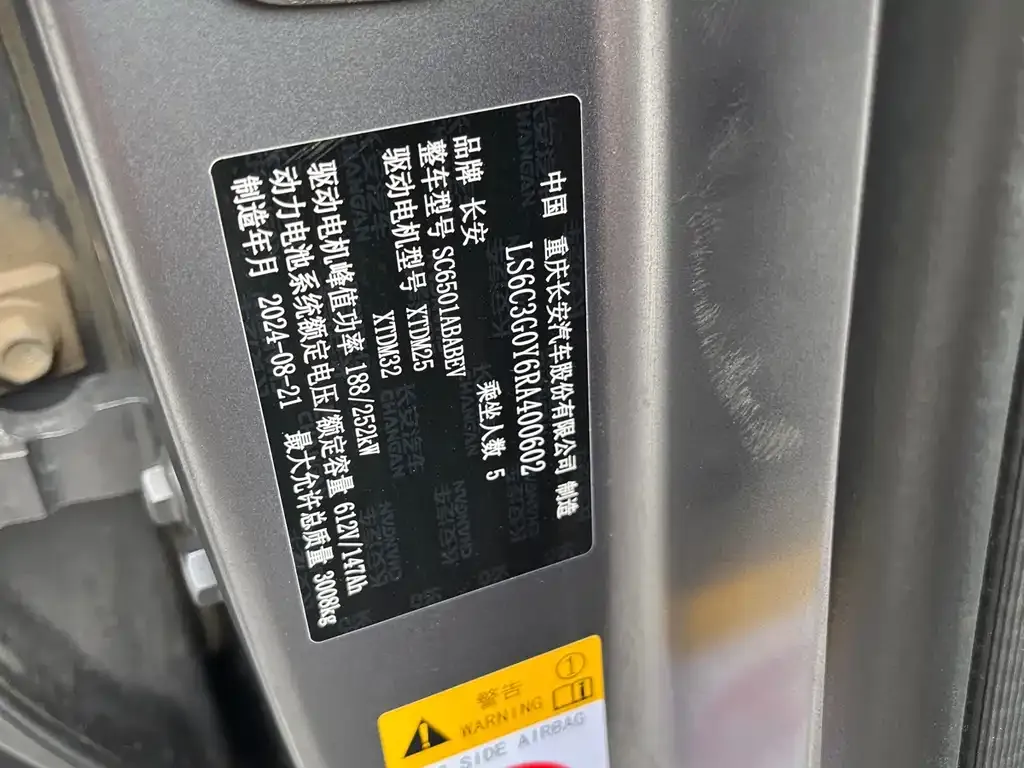 中国 重庆长安汽车股份有限公司 制造
LS6C3G0Y6RA400602
品牌 长安 乘坐人数 5
整车型号 SC6501ABABEV
驱动电机型号 XTDM25
XTDM32
驱动电机峰值功率 188/252kW
动力电池系统额定电压/额定容量 612V/147Ah
制造年月 2024-08-21 最大允许总质量 3008kg
警告 1
WARNING i
SIDE AIRBAG